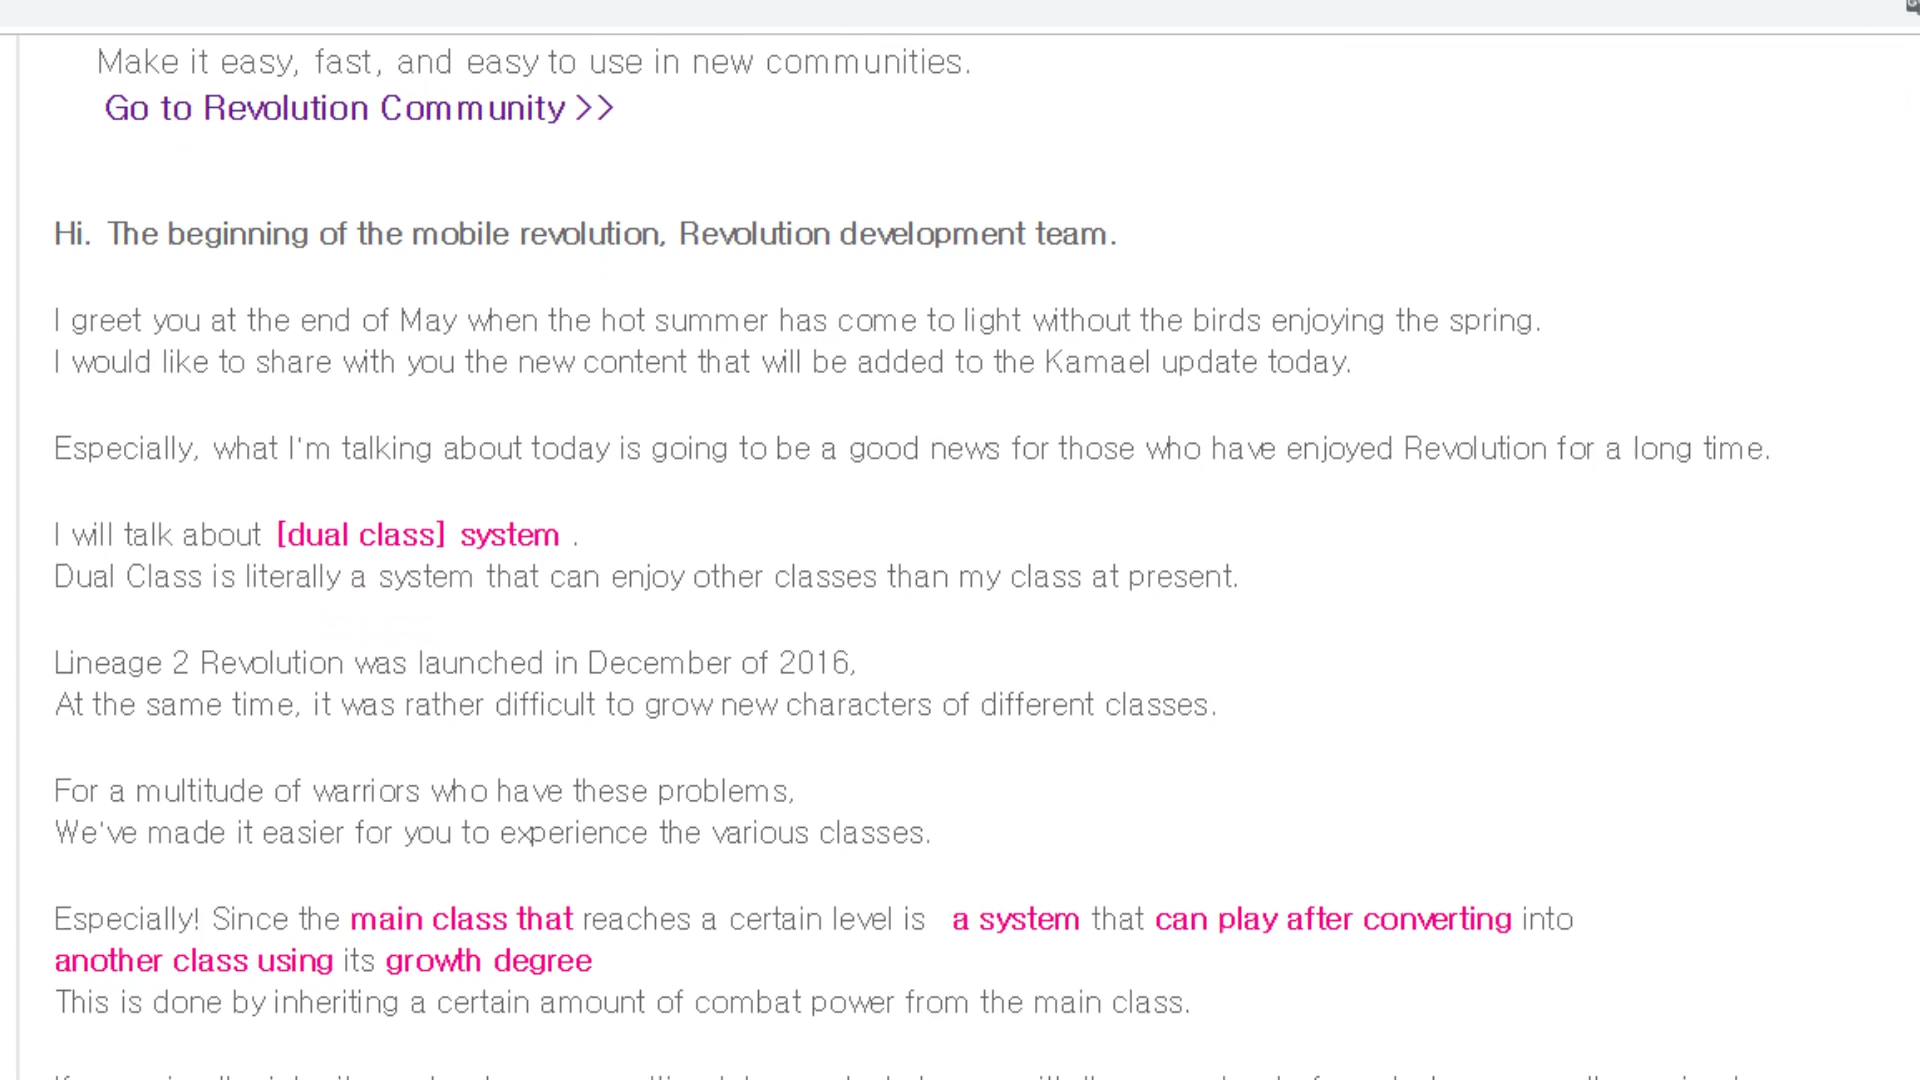 Make it easy, fast, and easy to use in new communities.
Go to Revolution Community >>
Hi. The beginning of the mobile revolution, Revolution development team.
I greet you at the end of May when the hot summer has come to light without the birds enjoying the spring.
I would like to share with you the new content that will be added to the Kamael update today.
Especially, what I'm talking about today is going to be a good news for those who have enjoyed Revolution for a long time.
I will talk about [dual class] system .
Dual Class is literally a system that can enjoy other classes than my class at present.
Lineage 2 Revolution was launched in December of 2016,
At the same time, it was rather difficult to grow new characters of different classes.
For a multitude of warriors who have these problems,
We've made it easier for you to experience the various classes.
Especially! Since the main class that reaches a certain level is a system that can play after converting into
another class using its growth degree
This is done by inheriting a certain amount of combat power from the main class.